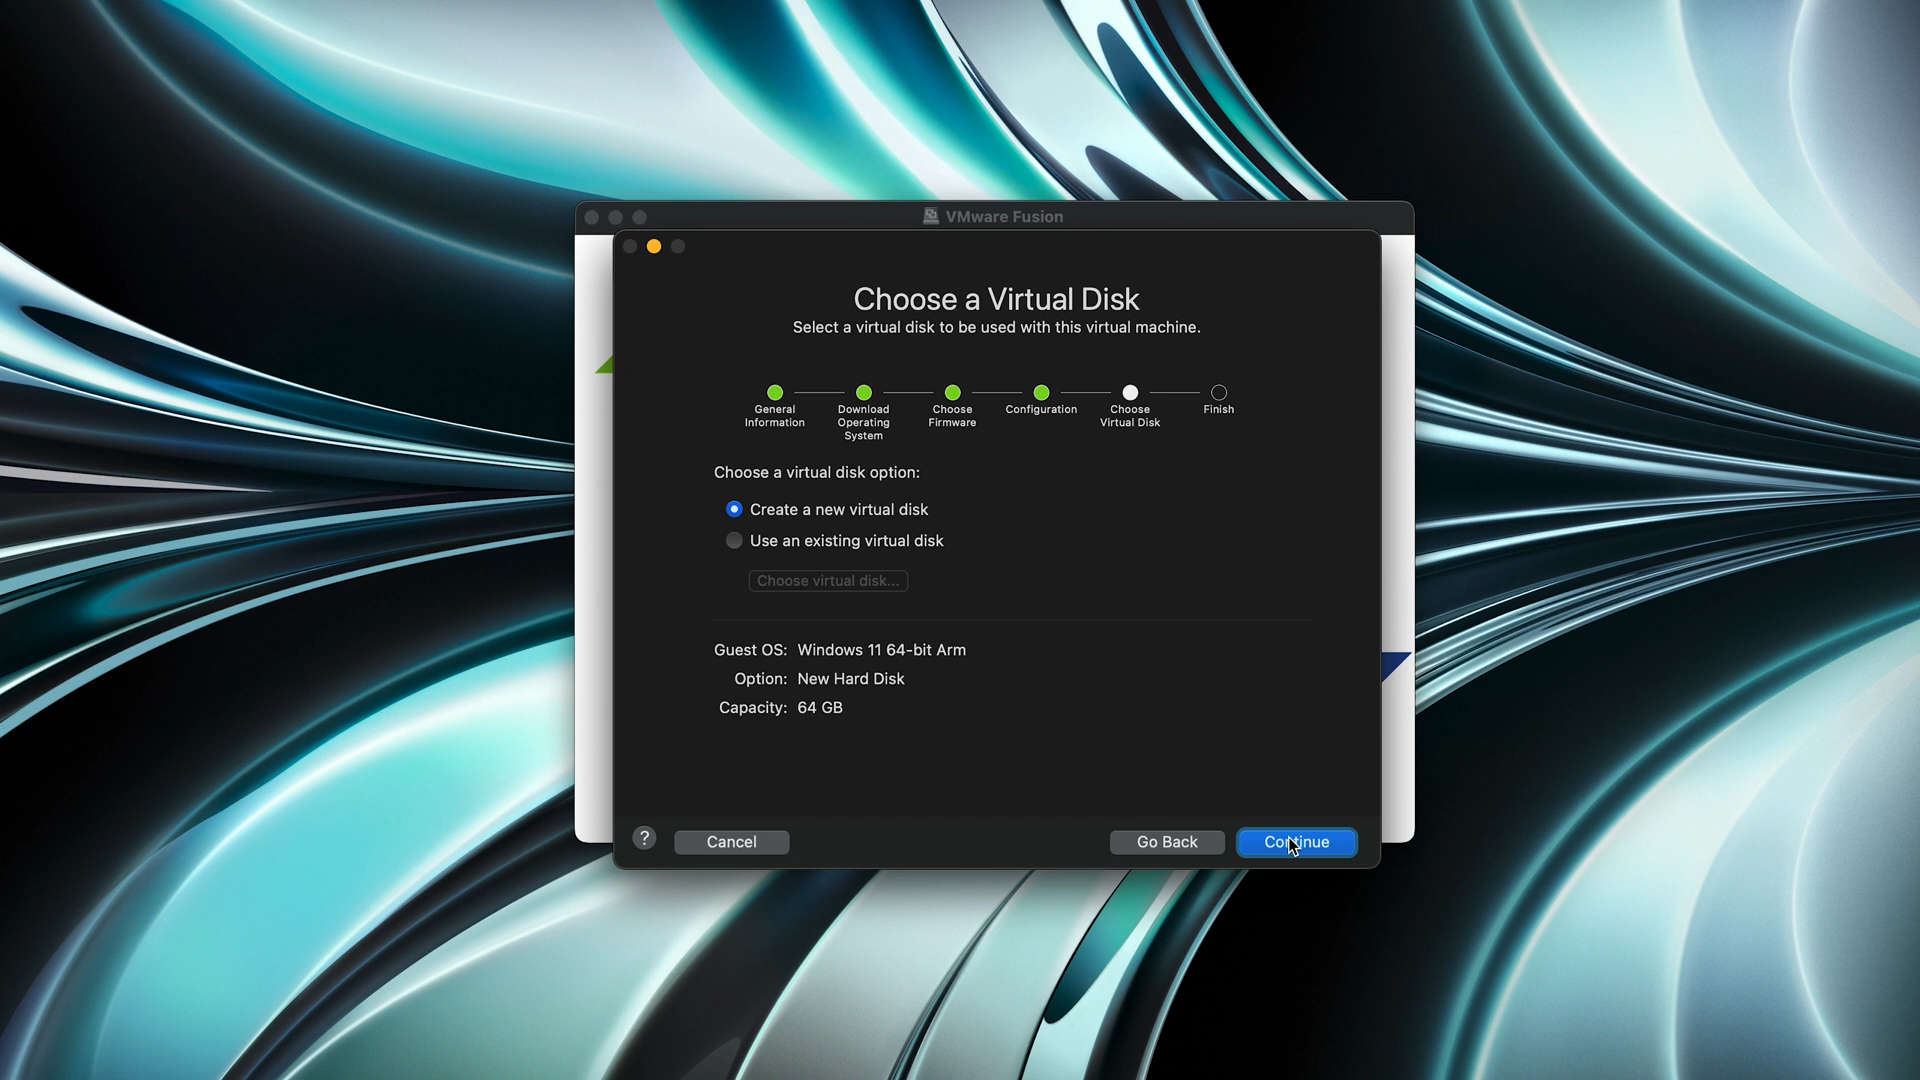 VMware Fusion
Choose a Virtual Disk
Select a virtual disk to be used with this virtual machine.
General
Information
Download
Operating
System
Choose
Firmware
Configuration
Choose
Virtual Disk
Finish
Choose a virtual disk option:
Create a new virtual disk
Use an existing virtual disk
Choose virtual disk...
Guest OS: Windows 11 64-bit Arm
Option: New Hard Disk
Capacity: 64 GB
? Cancel Go Back Continue